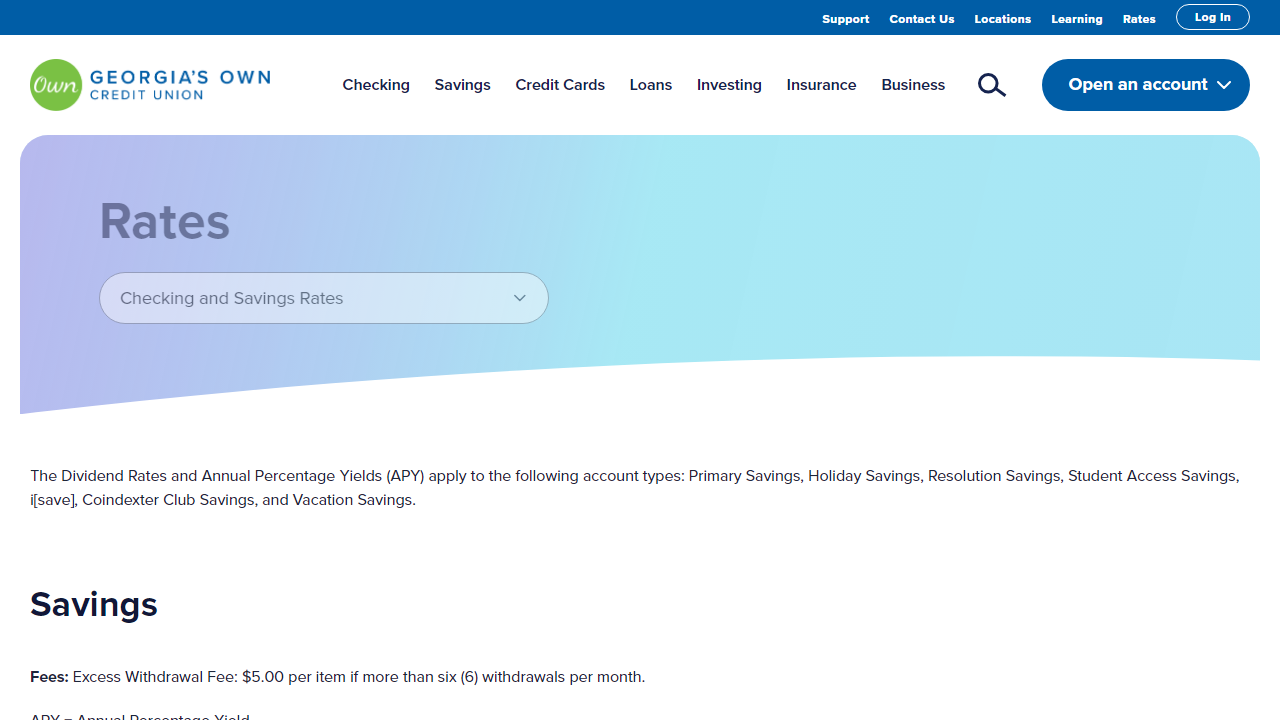 Support Contact Us Locations Learning Rates Log In
Own GEORGIA'S OWN
CREDIT UNION
Checking Savings Credit Cards Loans Investing Insurance Business Open an account
Rates
Checking and Savings Rates
The Dividend Rates and Annual Percentage Yields (APY) apply to the following account types: Primary Savings, Holiday Savings, Resolution Savings, Student Access Savings,
i[save], Coindexter Club Savings, and Vacation Savings.
Savings
Fees: Excess Withdrawal Fee: $5.00 per item if more than six (6) withdrawals per month.
APY = Annual Percentage Yield